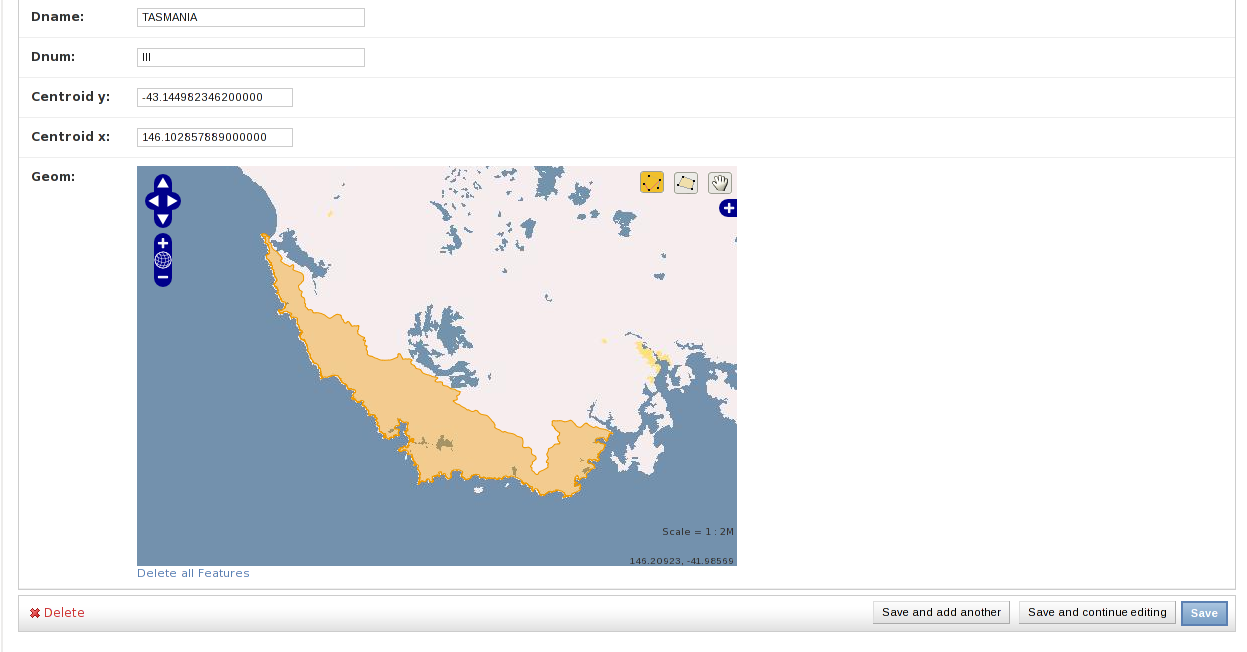 Dname: TASMANIA
Dnum: III
Centroid y: -43.144982346200000
Centroid x: 146.102857889000000
Geom:
Scale = 1 : 2M
146.20923, -41.98569
Delete all Features
Delete Save and add another Save and continue editing Save